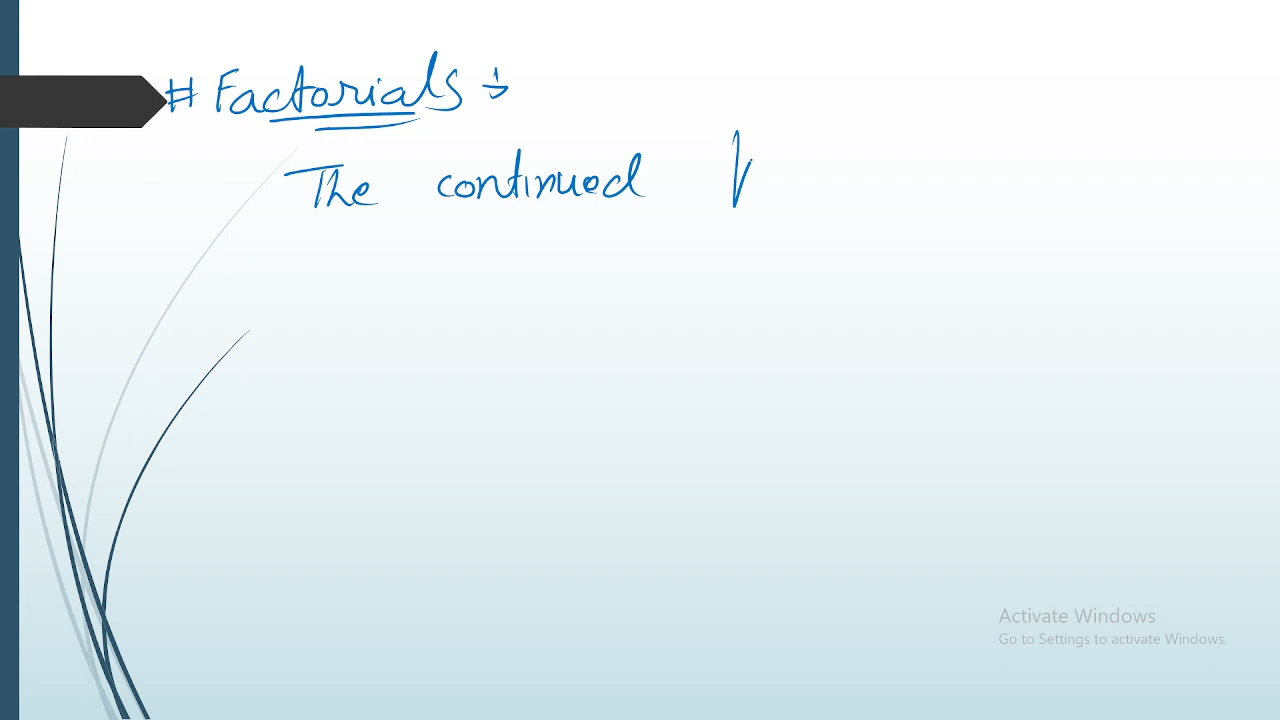 # Factorials :
The continued
Activate Windows
Go to Settings to activate Windows.